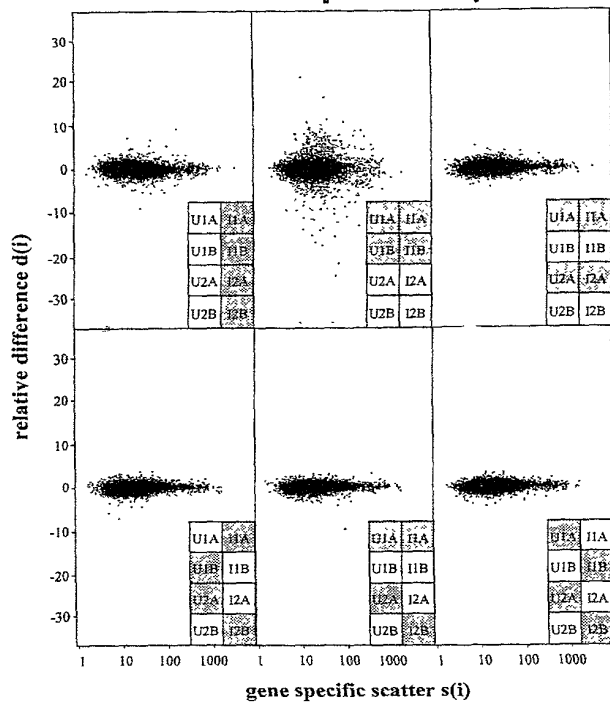 relative difference d(i)
30
20
10
0
-10
-20
-30
U1A I1A
U1B I1B
U2A I2A
U2B I2B
U1A I1A
U1B I1B
U2A I2A
U2B I2B
U1A I1A
U1B I1B
U2A I2A
U2B I2B
30
20
10
0
-10
-20
-30
U1A I1A
U1B I1B
U2A I2A
U2B I2B
U1A I1A
U1B I1B
U2A I2A
U2B I2B
U1A I1A
U1B I1B
U2A I2A
U2B I2B
1 10 100 1000
1 10 100 1000
1 10 100 1000
gene specific scatter s(i)